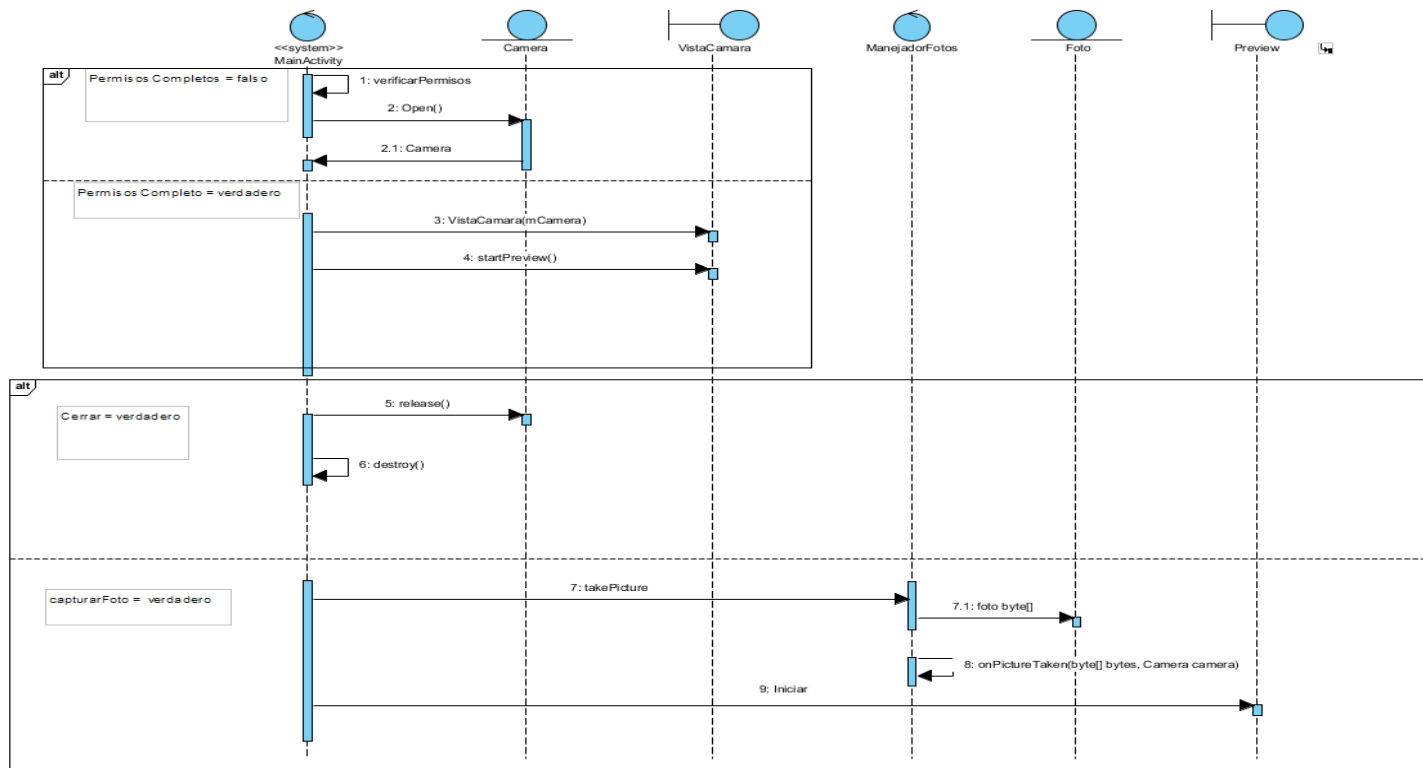 <<system>>
MainActivity
Camera
VistaCamara
ManejadorFotos
Foto
Preview
alt
Permisos Completos = falso
1: verificarPermisos
2: Open()
2.1: Camera
Permisos Completo = verdadero
3: VistaCamara(mCamera)
4: startPreview()
alt
Cerrar = verdadero
5: release()
6: destroy()
capturarFoto = verdadero
7: takePicture
7.1: foto byte[]
8: onPictureTaken(byte[] bytes, Camera camera)
9: Iniciar